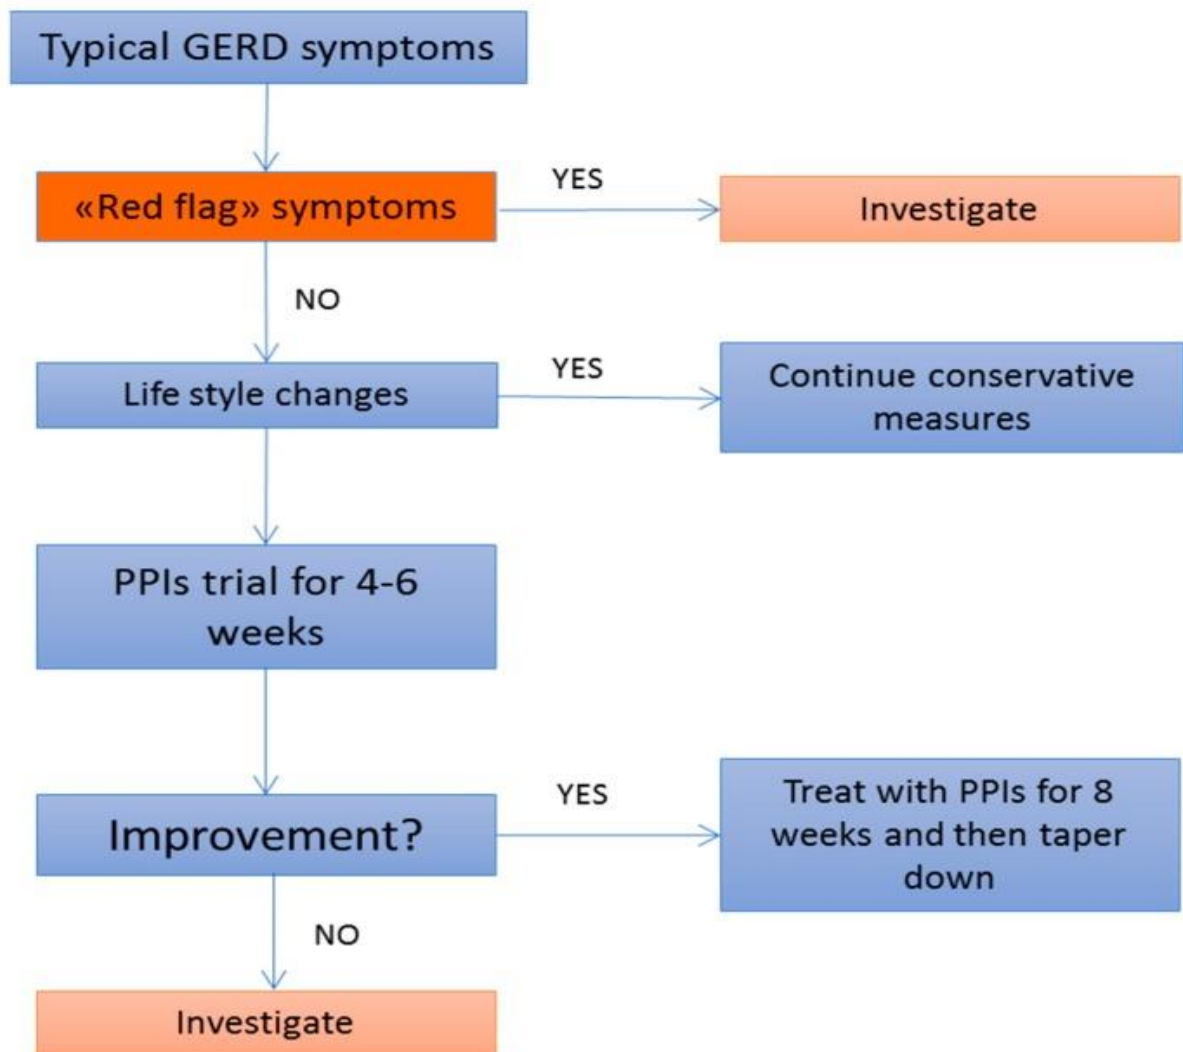 Typical GERD symptoms
«Red flag» symptoms
YES
Investigate
NO
Life style changes
YES
Continue conservative
measures
PPIs trial for 4-6
weeks
Improvement?
YES
Treat with PPIs for 8
weeks and then taper
down
NO
Investigate